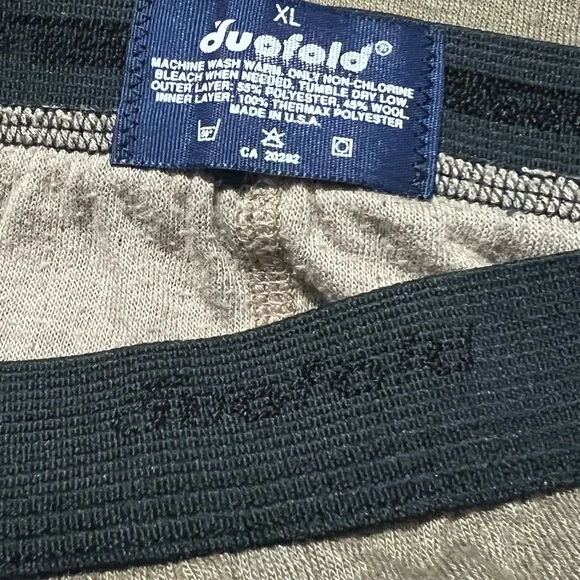 XL
duofold®
MACHINE WASH WARM, ONLY NON-CHLORINE
BLEACH WHEN NEEDED, TUMBLE DRY LOW
OUTER LAYER: 55% POLYESTER, 45% WOOL
INNER LAYER: 100% THERMAX POLYESTER
MADE IN U.S.A.
CA 20282